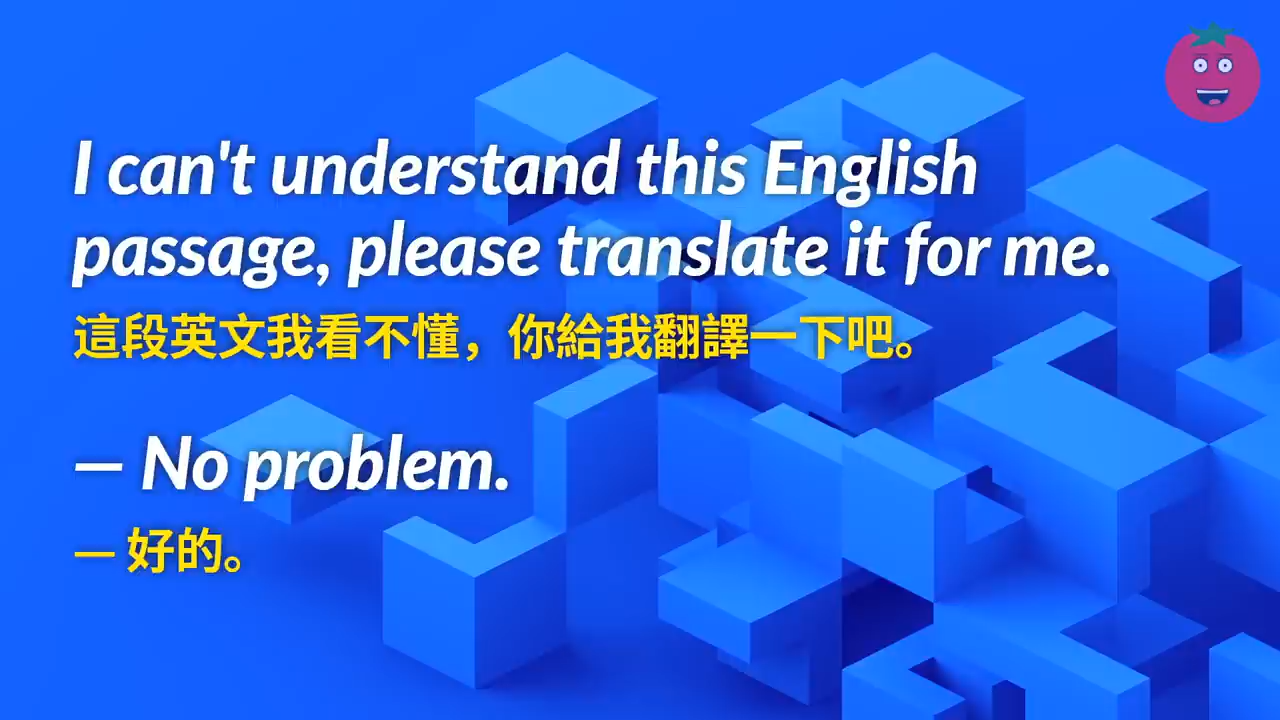 I can't understand this English
passage, please translate it for me.
這段英文我看不懂，你給我翻譯一下吧。
— No problem.
— 好的。